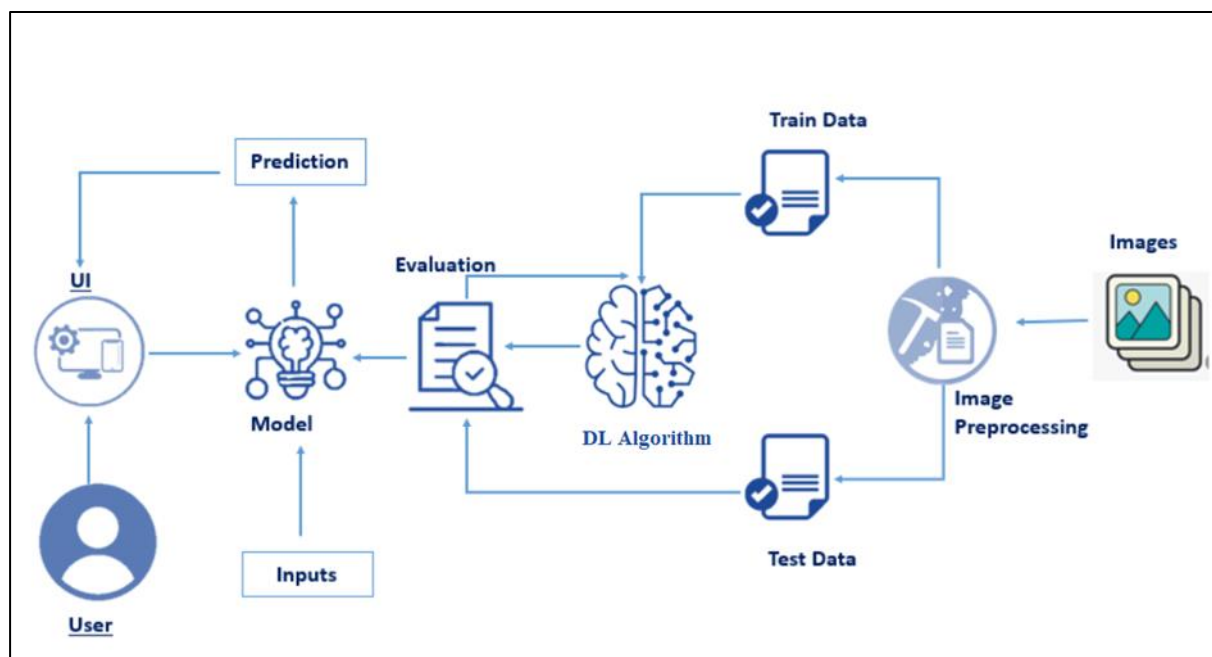 Train Data
Prediction
Images
Evaluation
UI
Image
Preprocessing
Model
DL Algorithm
Test Data
Inputs
User